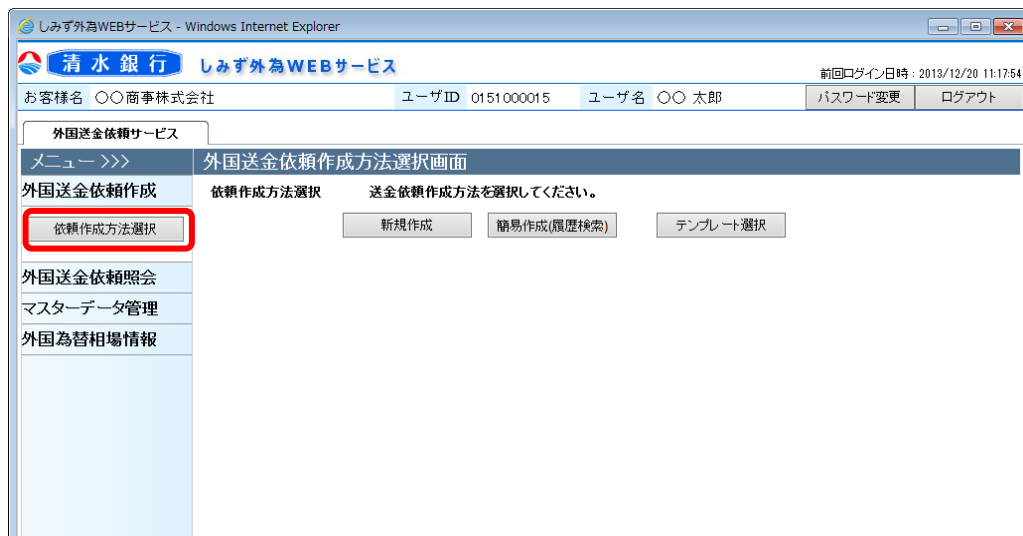 しみず外為WEBサービス - Windows Internet Explorer
清水銀行 しみず外為WEBサービス
前回ログイン日時 : 2013/12/20 11:17:54
お客様名 〇〇商事株式会社 ユーザID 0151000015 ユーザ名 〇〇 太郎 パスワード変更 ログアウト
外国送金依頼サービス
メニュー >>> 外国送金依頼作成方法選択画面
外国送金依頼作成 依頼作成方法選択 送金依頼作成方法を選択してください。
依頼作成方法選択 新規作成 簡易作成(履歴検索) テンプレート選択
外国送金依頼照会
マスターデータ管理
外国為替相場情報